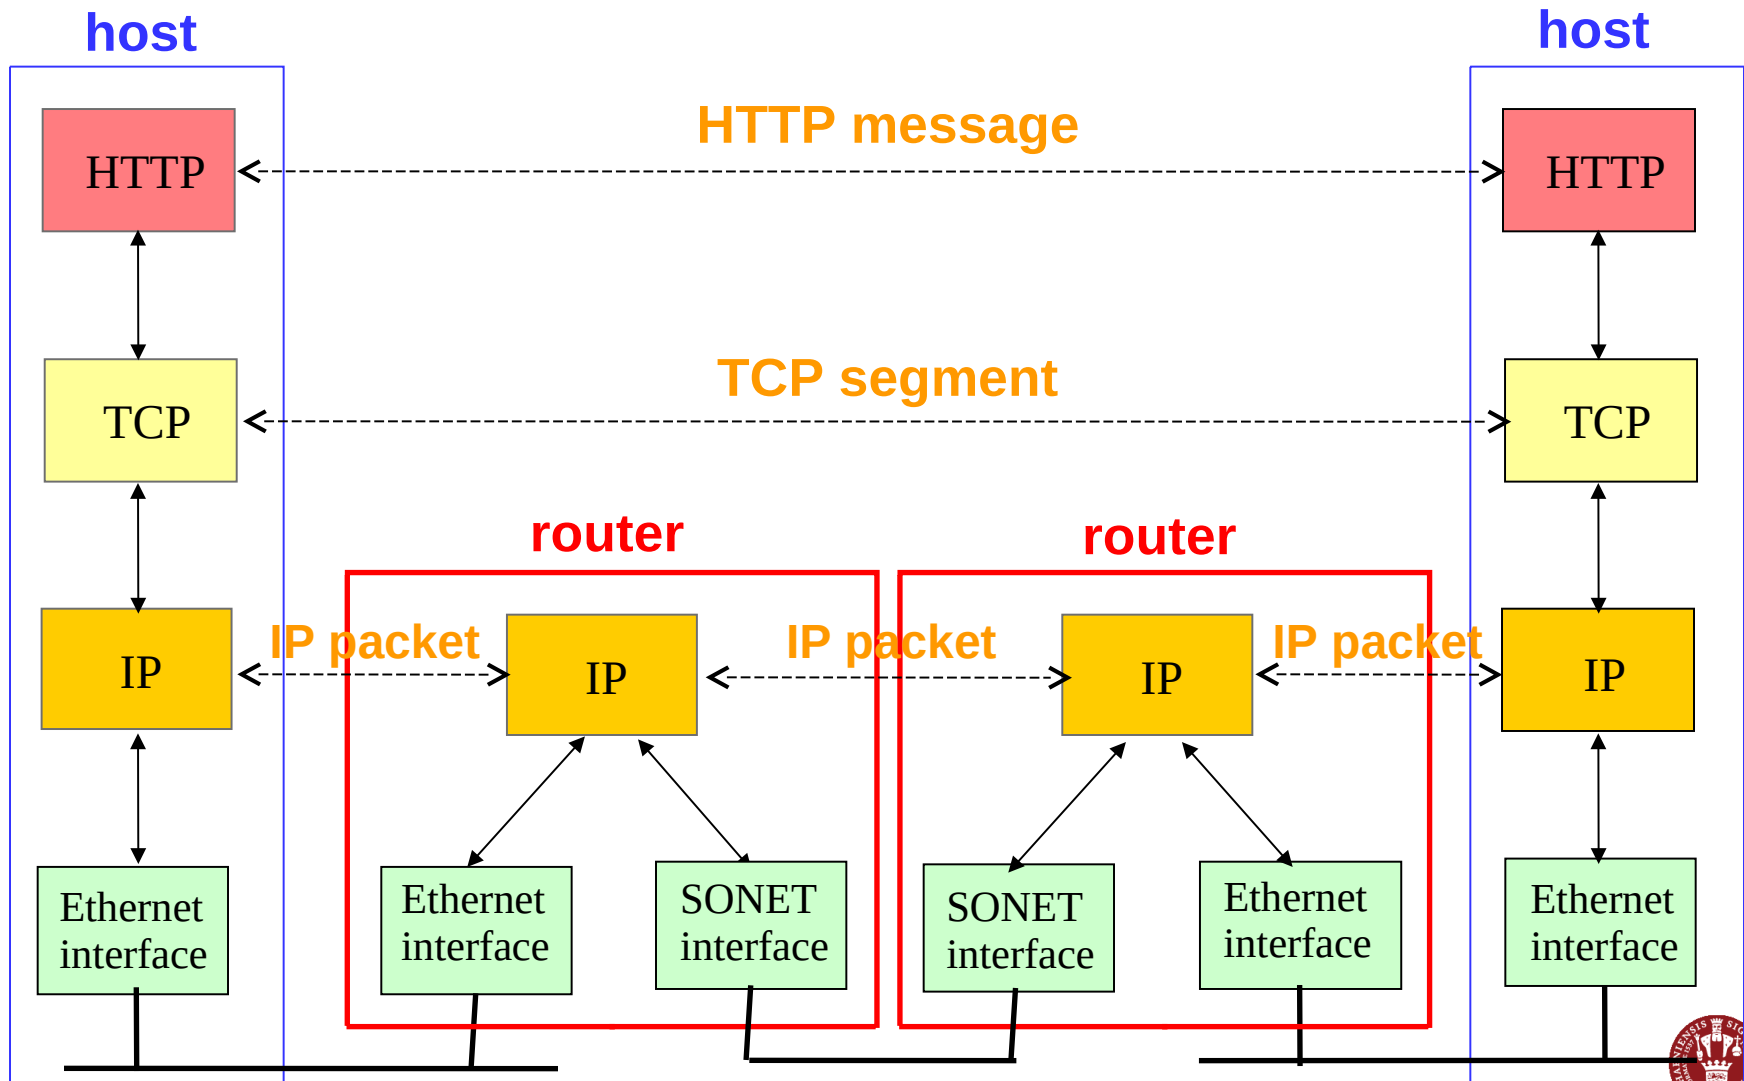 host
host
HTTP message
HTTP
HTTP
TCP segment
TCP
TCP
router
router
IP packet
IP packet
IP packet
IP
IP
IP
IP
Ethernet
interface
Ethernet
interface
SONET
interface
SONET
interface
Ethernet
interface
Ethernet
interface